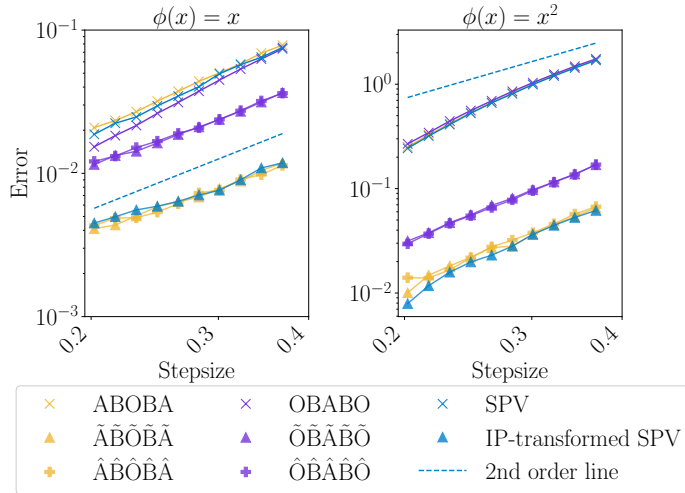 ϕ(x) = x
ϕ(x) = x²
Error
10⁻¹
10⁻²
10⁻³
0.2
0.3
0.4
Stepsize
10⁰
10⁻¹
10⁻²
0.2
0.3
0.4
Stepsize
ABOBA
OBABO
SPV
ÃB̃ÕB̃Ã
ÕB̃ÃB̃Õ
IP-transformed SPV
ÂB̂ÔB̂Â
ÔB̂ÂB̂Ô
2nd order line